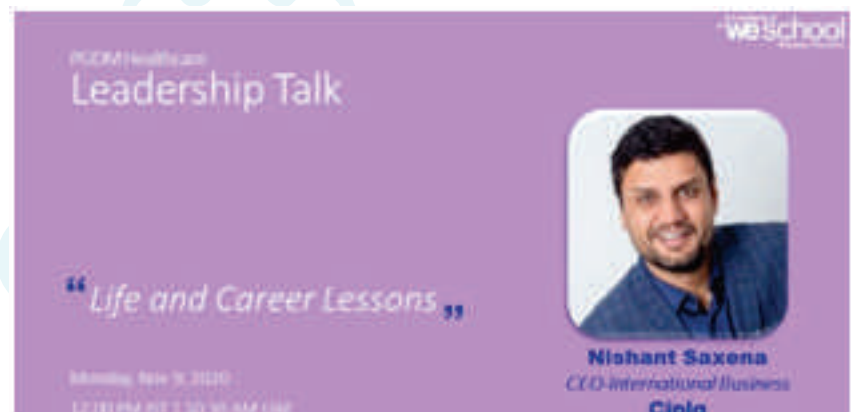 weSchool
PGDM Healthcare
Leadership Talk
“Life and Career Lessons„
Monday, Nov 9, 2020
Nishant Saxena
CEO-International Business
Cipla